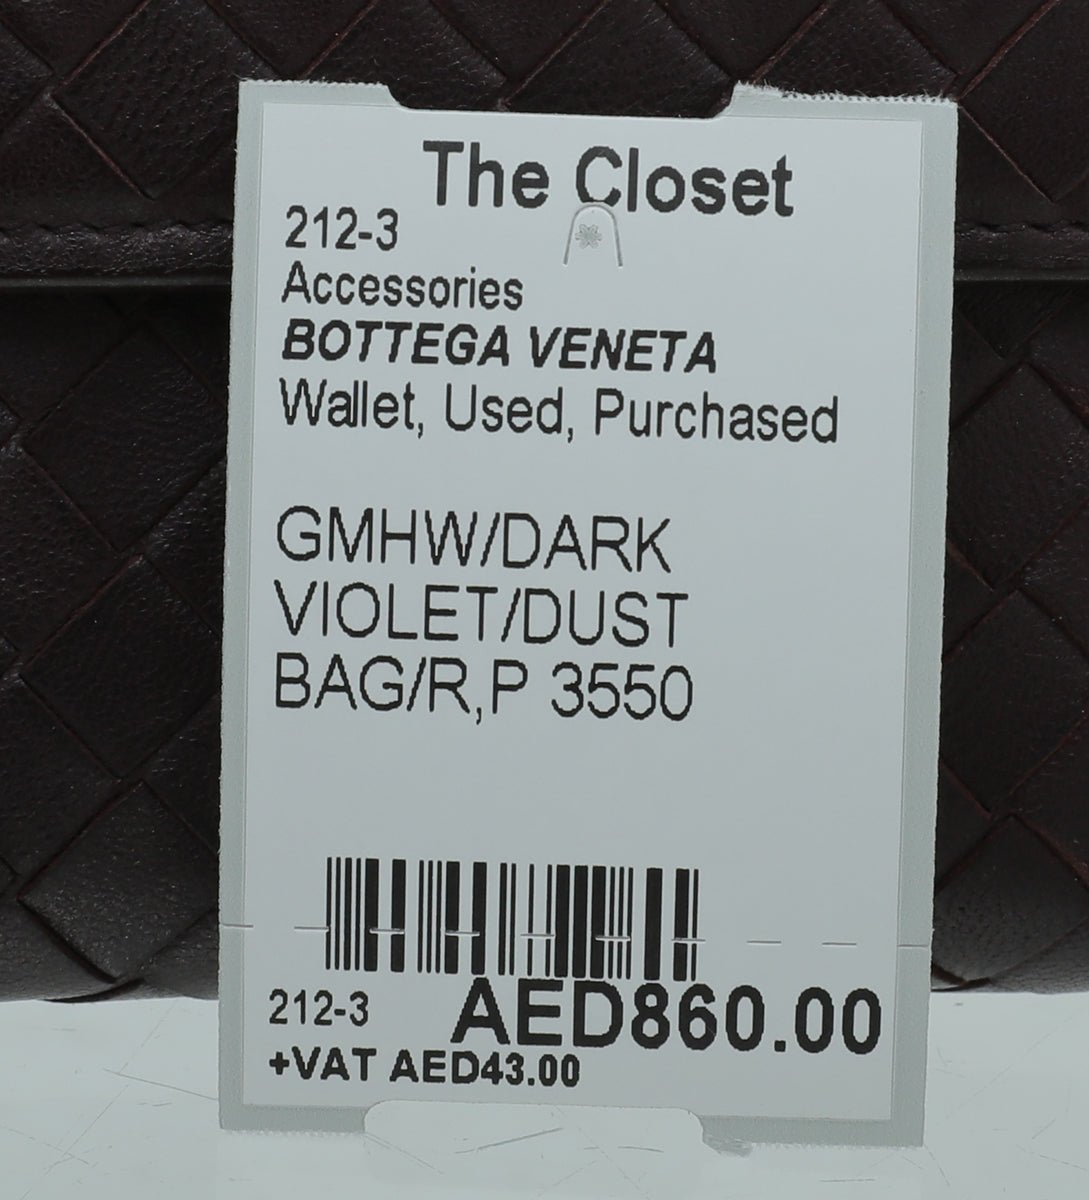 The Closet
212-3
Accessories
BOTTEGA VENETA
Wallet, Used, Purchased
GMHW/DARK
VIOLET/DUST
BAG/R,P 3550
212-3 AED860.00
+VAT AED43.00